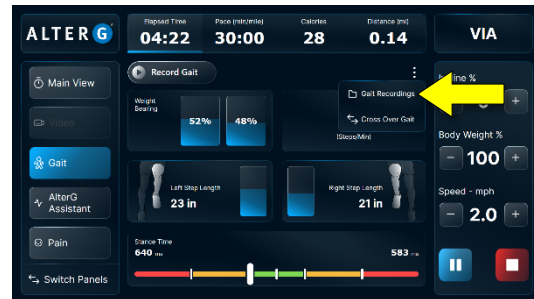 ALTERG
Elapsed Time
04:22
Pace (min/mile)
30:00
Calories
28
Distance (mi)
0.14
VIA
Main View
Video
Gait
AlterG
Assistant
Pain
Switch Panels
Record Gait
Weight
Bearing
52%
48%
Gait Recordings
Cross Over Gait
(Steps/Min)
Left Step Length
23 in
Right Step Length
21 in
Stance Time
640 ms
583 ms
%
+
Body Weight %
- 100 +
Speed - mph
- 2.0 +